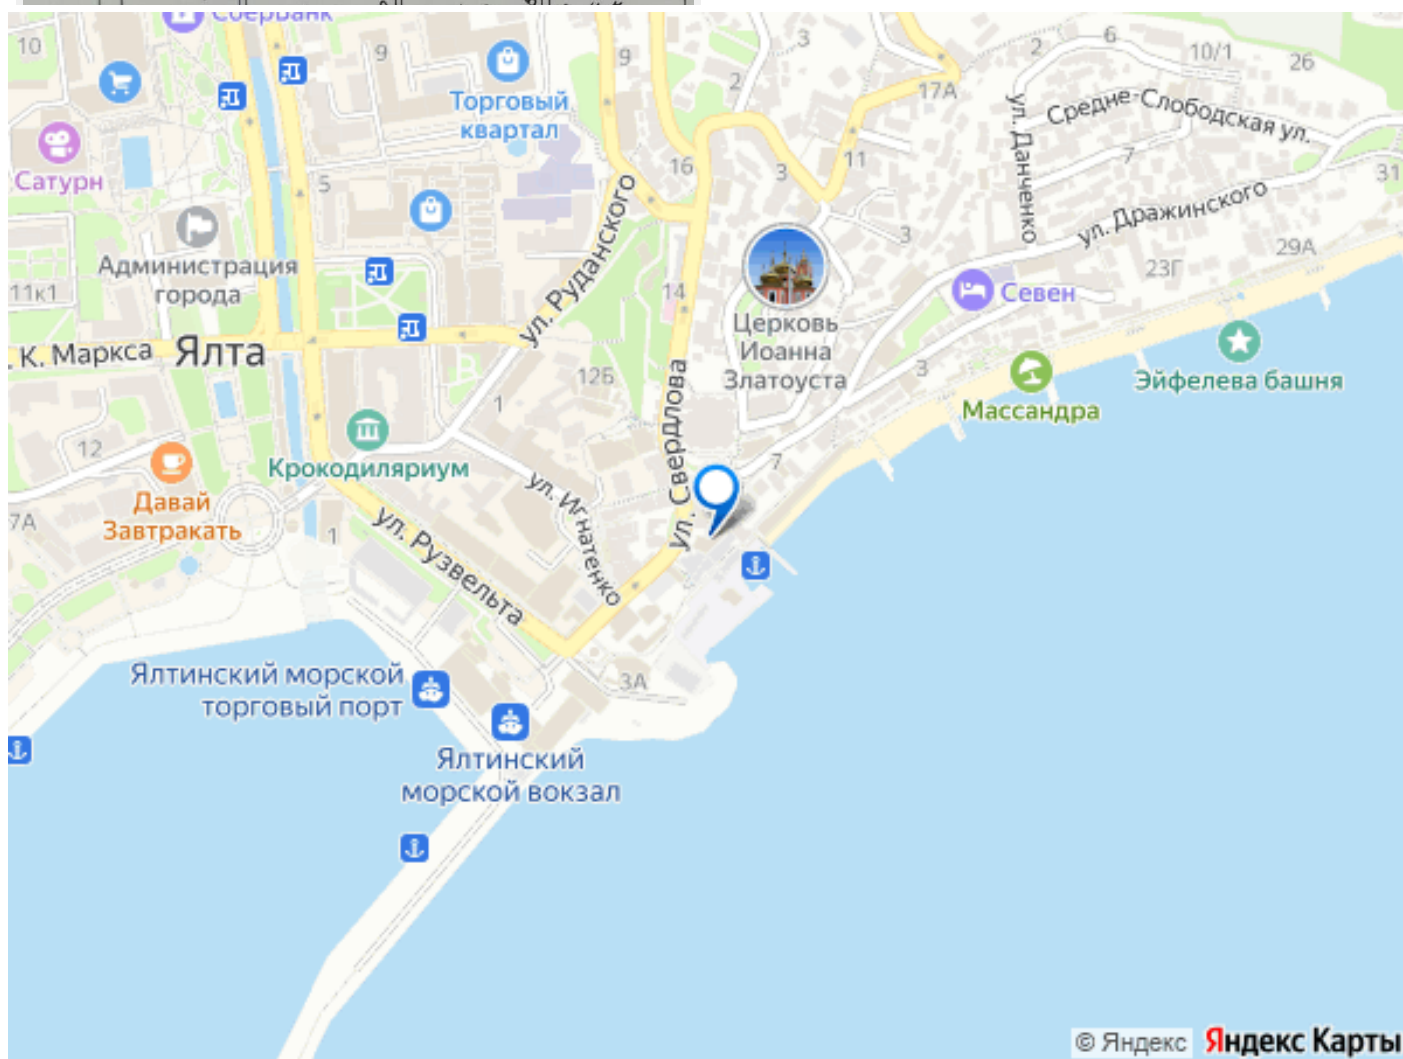 Сбербанк
10
9
9
3
2
6
10/1
26
17А
Торговый
квартал
Средне-Слободская ул.
ул. Данченко
Сатурн
5
16
3
11
7
31
ул. Руданского
ул. Дражинского
Администрация
города
11к1
14
3
23Г
29А
Севен
К. Маркса
Ялта
Церковь
Иоанна
Златоуста
12Б
3
Эйфелева башня
Массандра
1
12
Крокодиляриум
ул. Свердлова
7
Давай
Завтракать
7А
1
ул. Игнатенко
ул. Рузвельта
Ялтинский морской
торговый порт
3А
Ялтинский
морской вокзал
© Яндекс Яндекс Карты